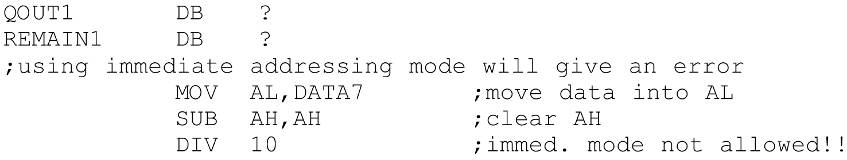 QOUT1 DB ?
REMAIN1 DB ?
;using immediate addressing mode will give an error
MOV AL,DATA7 ;move data into AL
SUB AH,AH ;clear AH
DIV 10 ;immed. mode not allowed!!